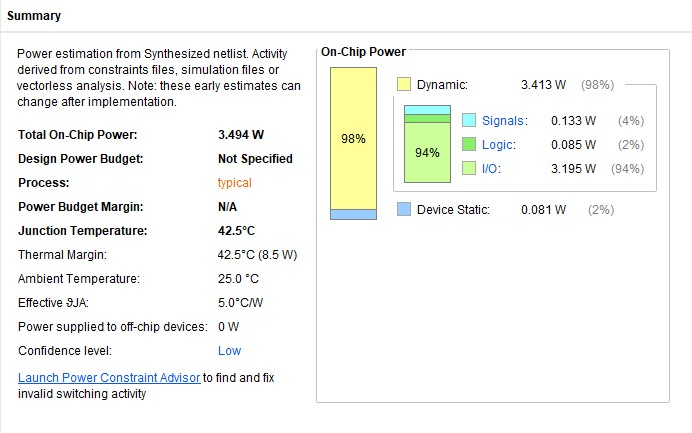 Summary
Power estimation from Synthesized netlist. Activity
derived from constraints files, simulation files or
vectorless analysis. Note: these early estimates can
change after implementation.
Total On-Chip Power: 3.494 W
Design Power Budget: Not Specified
Process: typical
Power Budget Margin: N/A
Junction Temperature: 42.5°C
Thermal Margin: 42.5°C (8.5 W)
Ambient Temperature: 25.0 °C
Effective ϑJA: 5.0°C/W
Power supplied to off-chip devices: 0 W
Confidence level: Low
Launch Power Constraint Advisor to find and fix
invalid switching activity
On-Chip Power
98%
Dynamic: 3.413 W (98%)
94%
Signals: 0.133 W (4%)
Logic: 0.085 W (2%)
I/O: 3.195 W (94%)
Device Static: 0.081 W (2%)